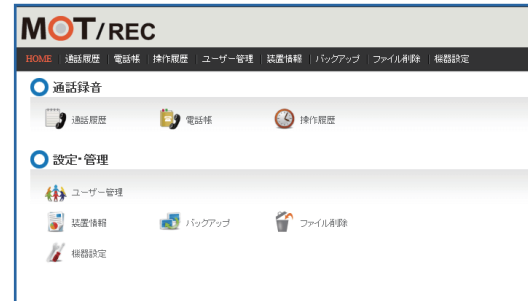 MOT/REC
HOME 通話履歴 電話帳 操作履歴 ユーザー管理 装置情報 バックアップ ファイル削除 機器設定
通話録音
通話履歴 電話帳 操作履歴
設定・管理
ユーザー管理
装置情報 バックアップ ファイル削除
機器設定